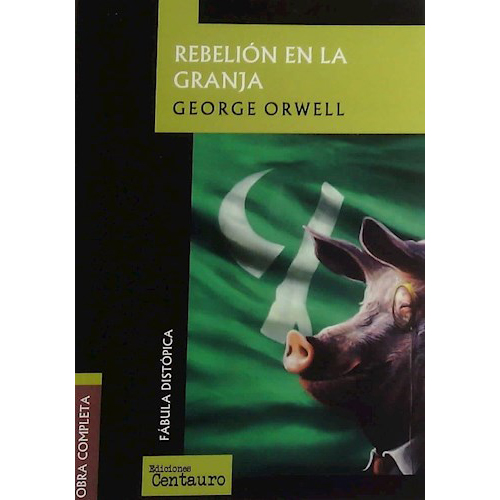 REBELIÓN EN LA
GRANJA
GEORGE ORWELL
FÁBULA DISTÓPICA
OBRA COMPLETA
Ediciones
Centauro